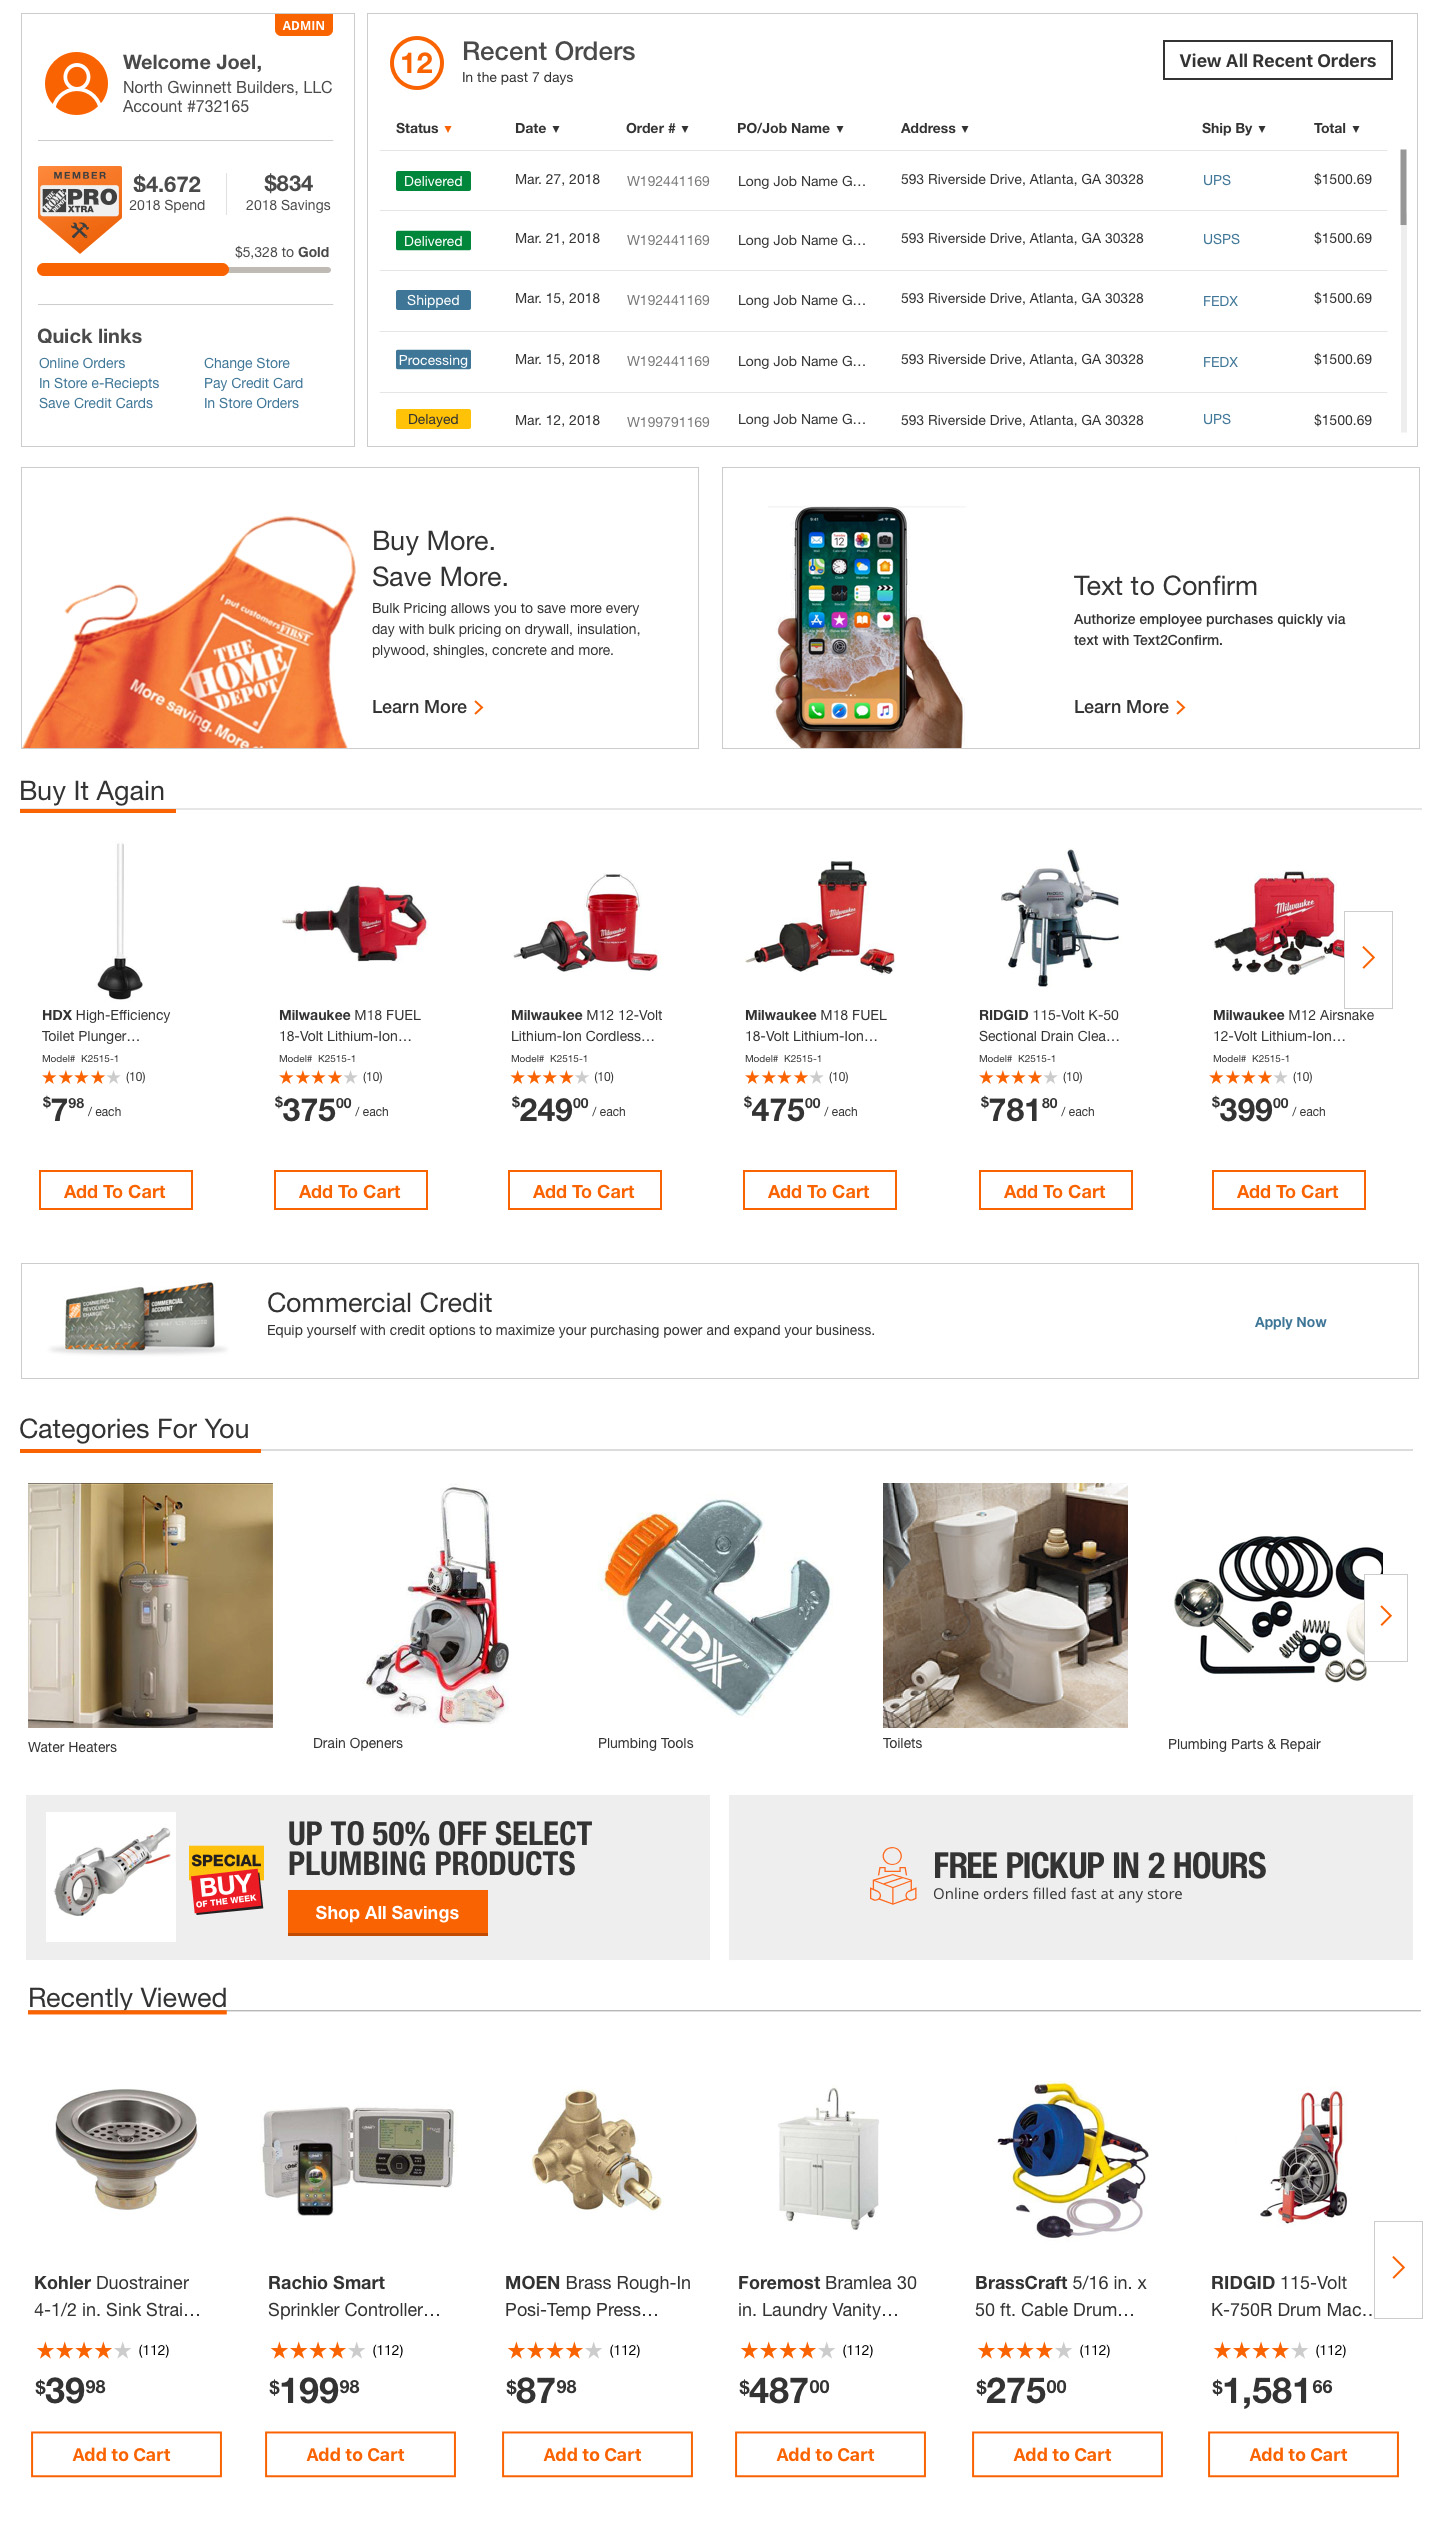 ADMIN
Welcome Joel,
North Gwinnett Builders, LLC
Account #732165
MEMBER
PRO
XTRA
$4.672
2018 Spend
$834
2018 Savings
$5,328 to Gold
Quick links
Online Orders
Change Store
In Store e-Reciepts
Pay Credit Card
Save Credit Cards
In Store Orders
12
Recent Orders
In the past 7 days
View All Recent Orders
Status ▼ Date ▼ Order # ▼ PO/Job Name ▼ Address ▼ Ship By ▼ Total ▼
Delivered Mar. 27, 2018 W192441169 Long Job Name G... 593 Riverside Drive, Atlanta, GA 30328 UPS $1500.69
Delivered Mar. 21, 2018 W192441169 Long Job Name G... 593 Riverside Drive, Atlanta, GA 30328 USPS $1500.69
Shipped Mar. 15, 2018 W192441169 Long Job Name G... 593 Riverside Drive, Atlanta, GA 30328 FEDX $1500.69
Processing Mar. 15, 2018 W192441169 Long Job Name G... 593 Riverside Drive, Atlanta, GA 30328 FEDX $1500.69
Delayed Mar. 12, 2018 W199791169 Long Job Name G... 593 Riverside Drive, Atlanta, GA 30328 UPS $1500.69
I put customers FIRST
THE
HOME
DEPOT
More saving. More
Buy More.
Save More.
Bulk Pricing allows you to save more every
day with bulk pricing on drywall, insulation,
plywood, shingles, concrete and more.
Learn More
Text to Confirm
Authorize employee purchases quickly via
text with Text2Confirm.
Learn More
Buy It Again
HDX High-Efficiency
Toilet Plunger...
Model# K2515-1
(10)
$7 98 / each
Add To Cart
Milwaukee M18 FUEL
18-Volt Lithium-Ion...
Model# K2515-1
(10)
$375 00 / each
Add To Cart
Milwaukee
Milwaukee M12 12-Volt
Lithium-Ion Cordless...
Model# K2515-1
(10)
$249 00 / each
Add To Cart
Milwaukee
Milwaukee M18 FUEL
18-Volt Lithium-Ion...
Model# K2515-1
(10)
$475 00 / each
Add To Cart
RIDGID 115-Volt K-50
Sectional Drain Clea...
Model# K2515-1
(10)
$781 80 / each
Add To Cart
Milwaukee
Milwaukee M12 Airsnake
12-Volt Lithium-Ion...
Model# K2515-1
(10)
$399 00 / each
Add To Cart
COMMERCIAL
REVOLVING
CHARGE
COMMERCIAL
ACCOUNT
Commercial Credit
Equip yourself with credit options to maximize your purchasing power and expand your business.
Apply Now
Categories For You
HDX
Water Heaters
Drain Openers
Plumbing Tools
Toilets
Plumbing Parts & Repair
SPECIAL
BUY
OF THE WEEK
UP TO 50% OFF SELECT
PLUMBING PRODUCTS
Shop All Savings
FREE PICKUP IN 2 HOURS
Online orders filled fast at any store
Recently Viewed
Kohler Duostrainer
4-1/2 in. Sink Strai...
(112)
$39 98
Add to Cart
Rachio Smart
Sprinkler Controller...
(112)
$199 98
Add to Cart
MOEN Brass Rough-In
Posi-Temp Press...
(112)
$87 98
Add to Cart
Foremost Bramlea 30
in. Laundry Vanity...
(112)
$487 00
Add to Cart
BrassCraft 5/16 in. x
50 ft. Cable Drum...
(112)
$275 00
Add to Cart
RIDGID 115-Volt
K-750R Drum Mac...
(112)
$1,581 66
Add to Cart